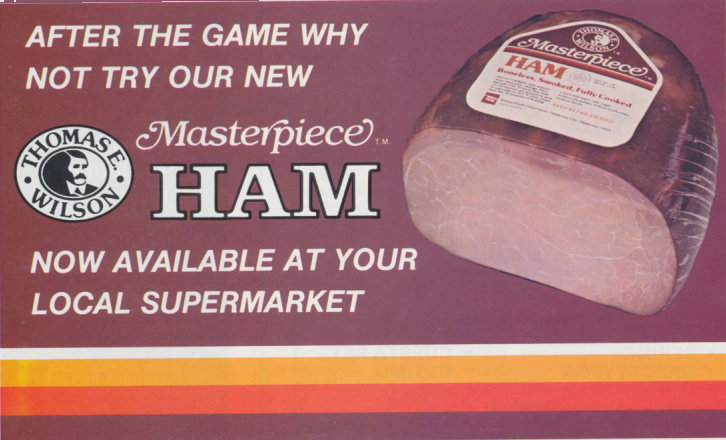 AFTER THE GAME WHY
NOT TRY OUR NEW
Masterpiece T.M.
THOMAS E.
WILSON
HAM
NOW AVAILABLE AT YOUR
LOCAL SUPERMARKET
THOMAS E.
WILSON
Masterpiece
HAM
Boneless, Smoked, Fully Cooked